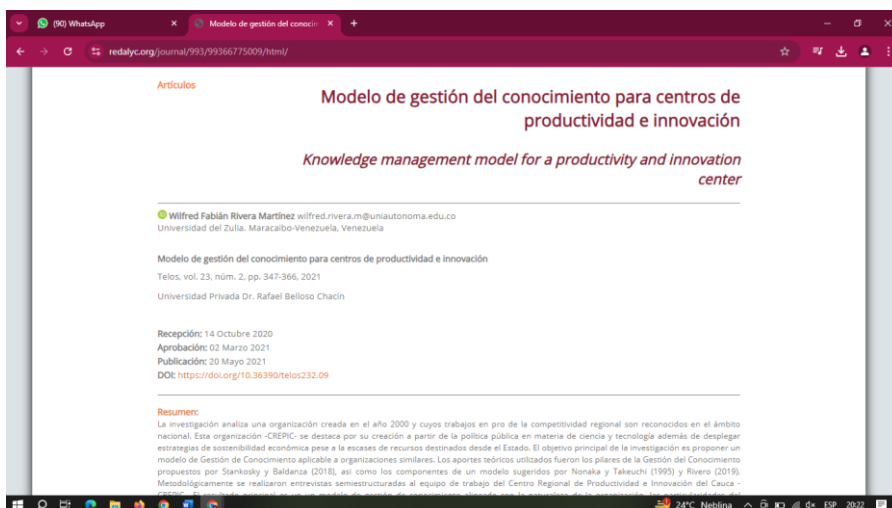 (90) WhatsApp
Modelo de gestión del conocin
redalyc.org/journal/993/99366775009/html/
Artículos
Modelo de gestión del conocimiento para centros de
productividad e innovación
Knowledge management model for a productivity and innovation
center
Wilfred Fabián Rivera Martínez wilfred.rivera.m@uniautonoma.edu.co
Universidad del Zulia. Maracaibo-Venezuela, Venezuela
Modelo de gestión del conocimiento para centros de productividad e innovación
Telos, vol. 23, núm. 2, pp. 347-366, 2021
Universidad Privada Dr. Rafael Belloso Chacín
Recepción: 14 Octubre 2020
Aprobación: 02 Marzo 2021
Publicación: 20 Mayo 2021
DOI: https://doi.org/10.36390/telos232.09
Resumen:
La investigación analiza una organización creada en el año 2000 y cuyos trabajos en pro de la competitividad regional son reconocidos en el ámbito
nacional. Esta organización -CREPIC- se destaca por su creación a partir de la política pública en materia de ciencia y tecnología además de desplegar
estrategias de sostenibilidad económica pese a la escases de recursos destinados desde el Estado. El objetivo principal de la investigación es proponer un
modelo de Gestión de Conocimiento aplicable a organizaciones similares. Los aportes teóricos utilizados fueron los pilares de la Gestión del Conocimiento
propuestos por Stankosky y Baldanza (2018), así como los componentes de un modelo sugeridos por Nonaka y Takeuchi (1995) y Rivero (2019).
Metodológicamente se realizaron entrevistas semiestructuradas al equipo de trabajo del Centro Regional de Productividad e Innovación del Cauca -
24°C Neblina
ESP
20:22